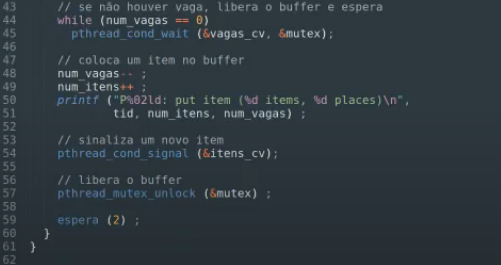 43 // se não houver vaga, libera o buffer e espera
44 while (num_vagas == 0)
45 pthread_cond_wait (&vagas_cv, &mutex);
46
47 // coloca um item no buffer
48 num_vagas-- ;
49 num_itens++ ;
50 printf ("P%02ld: put item (%d items, %d places)\n",
51 tid, num_itens, num_vagas) ;
52
53 // sinaliza um novo item
54 pthread_cond_signal (&itens_cv);
55
56 // libera o buffer
57 pthread_mutex_unlock (&mutex) ;
58
59 espera (2) ;
60 }
61 }
62